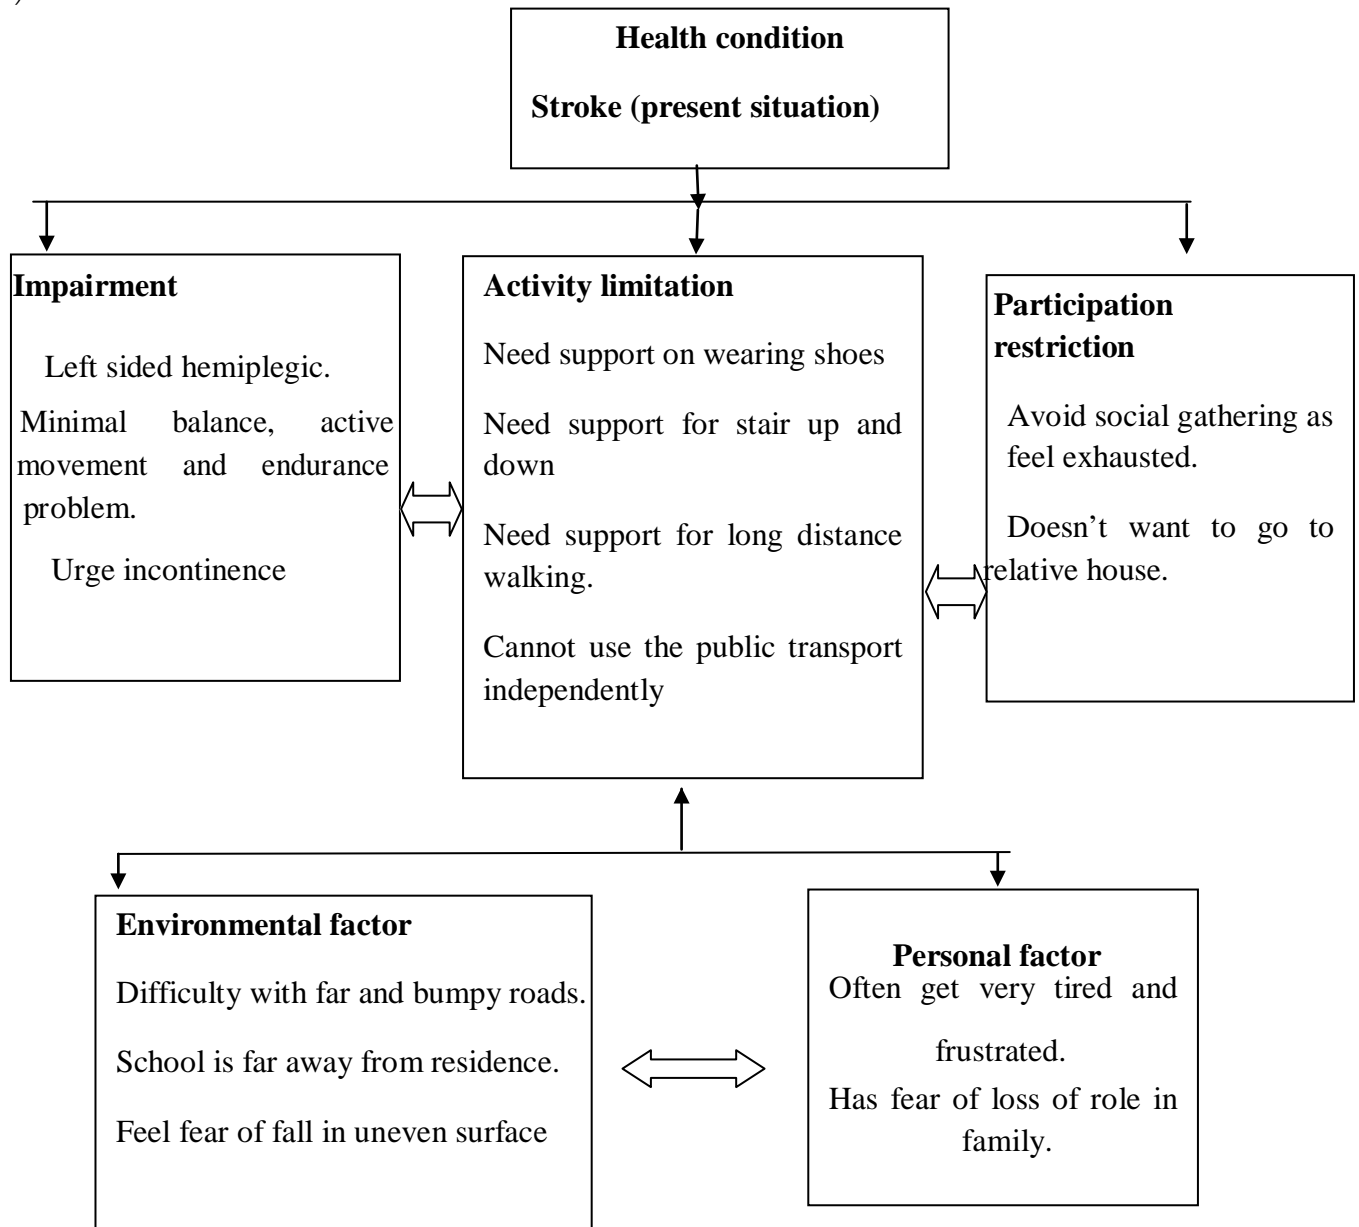 )
Health condition
Stroke (present situation)
Impairment
Left sided hemiplegic.
Minimal balance, active
movement and endurance
problem.
Urge incontinence
Activity limitation
Need support on wearing shoes
Need support for stair up and
down
Need support for long distance
walking.
Cannot use the public transport
independently
Participation
restriction
Avoid social gathering as
feel exhausted.
Doesn’t want to go to
relative house.
Environmental factor
Difficulty with far and bumpy roads.
School is far away from residence.
Feel fear of fall in uneven surface
Personal factor
Often get very tired and
frustrated.
Has fear of loss of role in
family.